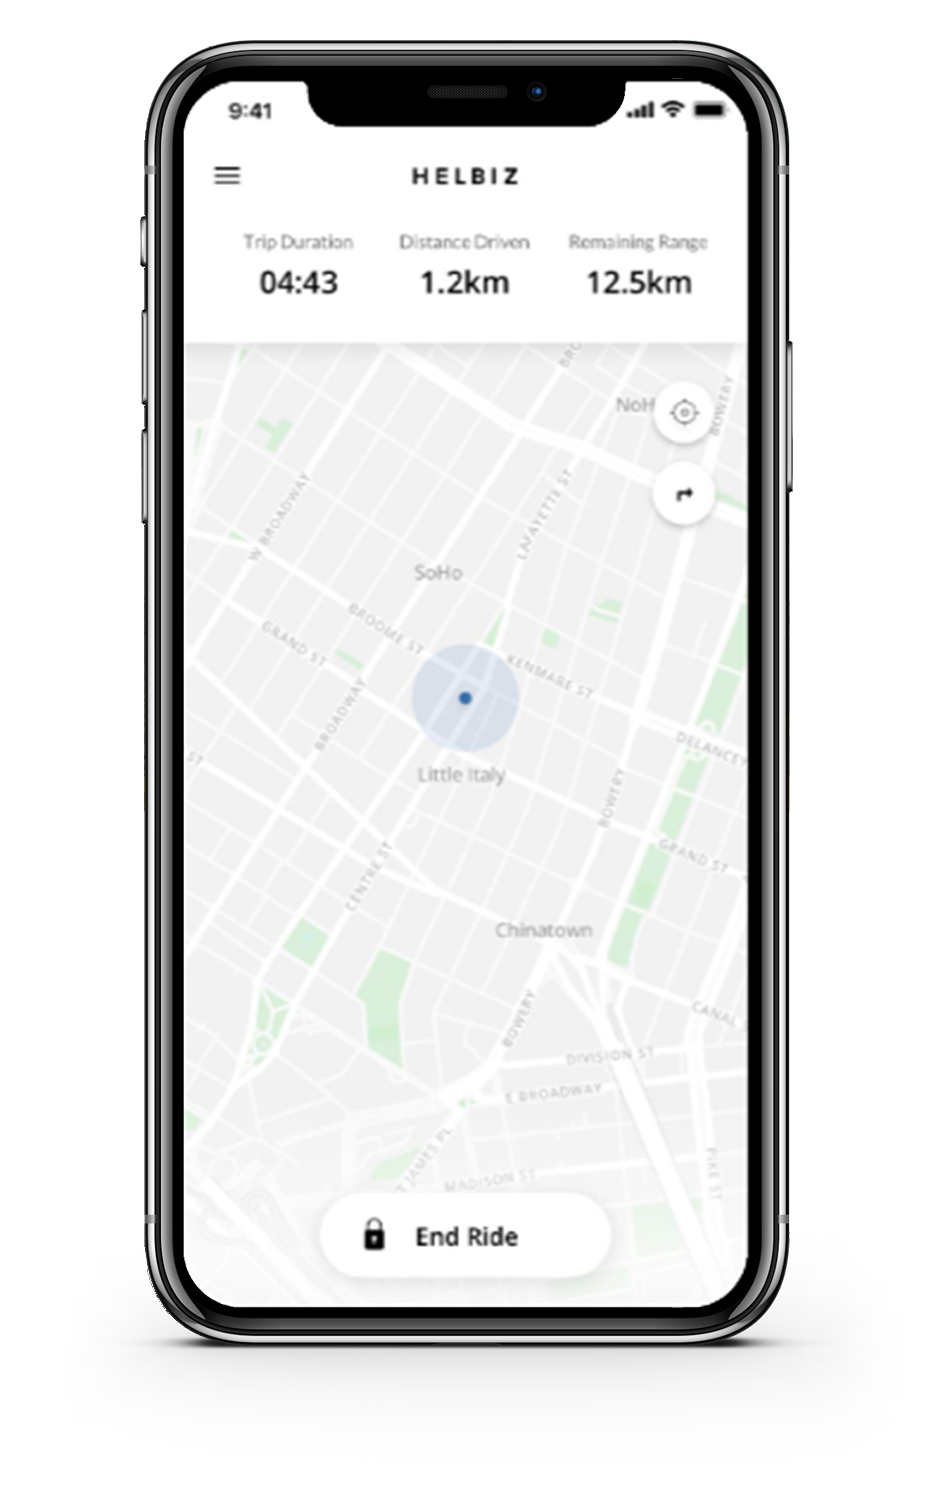 9:41
HELBIZ
Trip Duration
Distance Driven
Remaining Range
04:43
1.2km
12.5km
NoH
BOWERY
W BROADWAY
LAFAYETTE ST
SoHo
BROOME ST
GRAND ST
KENMARE ST
BROADWAY
DELANCEY
ST
Little Italy
BOWERY
GRAND ST
CENTRE ST
Chinatown
BOWERY
CANAL
DIVISION ST
E BROADWAY
JAMES PL
MADISON ST
PIKE ST
End Ride